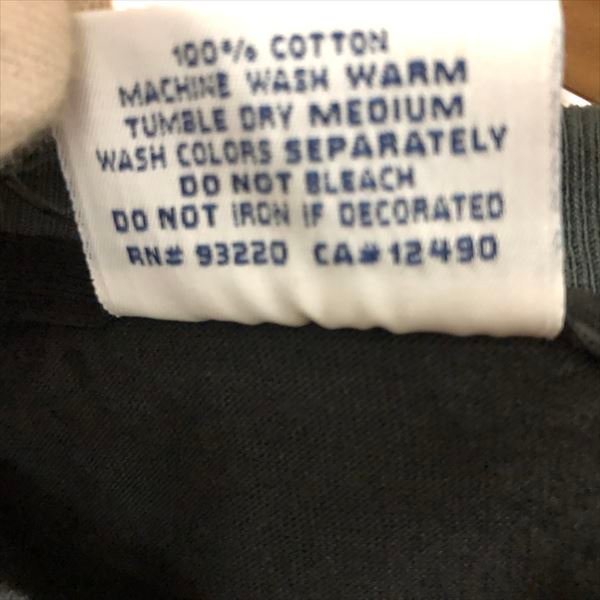 100% COTTON
MACHINE WASH WARM
TUMBLE DRY MEDIUM
WASH COLORS SEPARATELY
DO NOT BLEACH
DO NOT IRON IF DECORATED
RN# 93220 CA# 12490